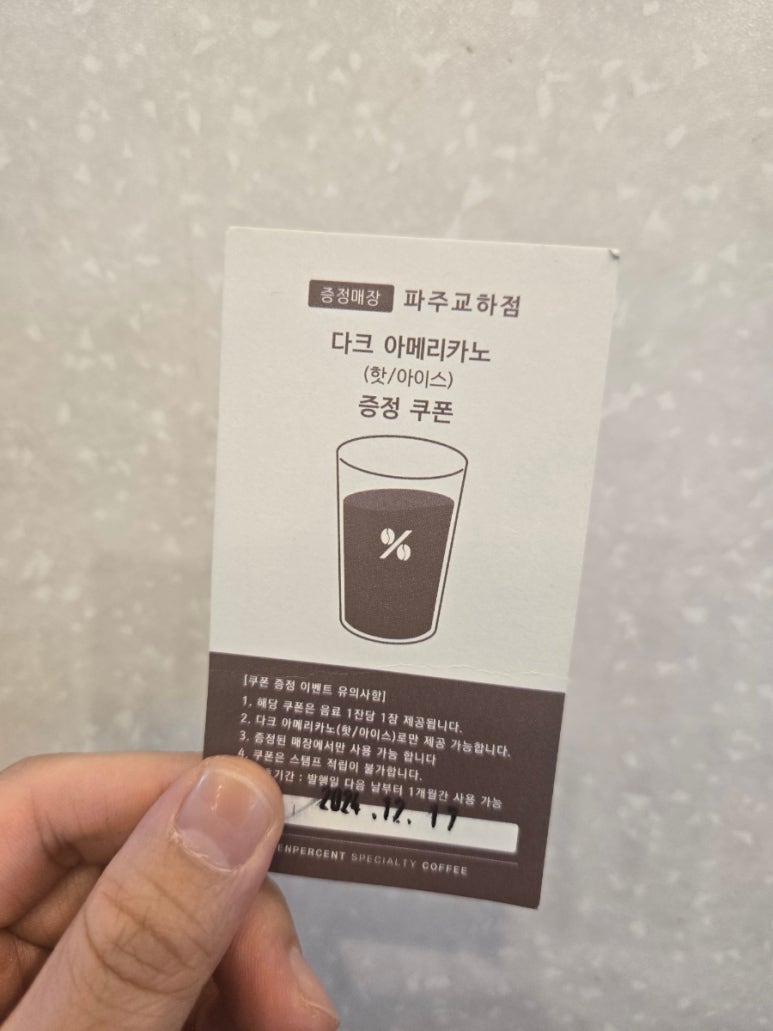 증정매장 파주교하점
다크 아메리카노
(핫/아이스)
증정 쿠폰
[쿠폰 증정 이벤트 유의사항]
1. 해당 쿠폰은 음료 1잔당 1장 제공됩니다.
2. 다크 아메리카노(핫/아이스)로만 제공 가능합니다.
3. 증정된 매장에서만 사용 가능 합니다
4. 쿠폰은 스탬프 적립이 불가합니다.
기간 : 발행일 다음 날부터 1개월간 사용 가능
2024.12.17
ENPERCENT SPECIALTY COFFEE